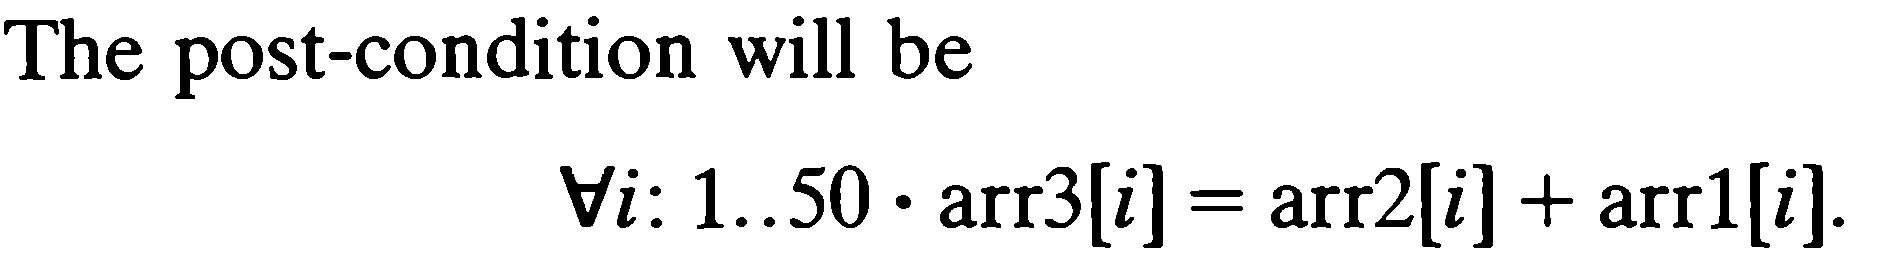 The post-condition will be
∀i: 1..50 · arr3[i] = arr2[i] + arr1[i].